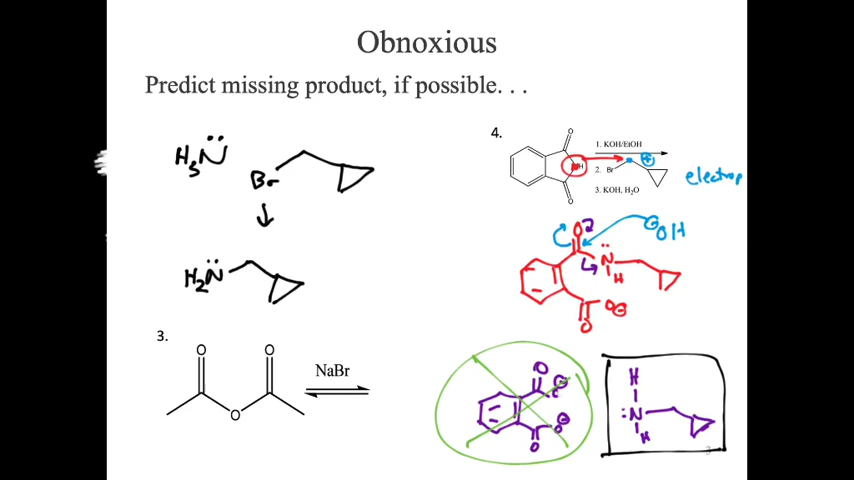 Obnoxious
Predict missing product, if possible. . .
H3N̈
Br
H2N̈
3.
O O
O
NaBr
4.
O
NH
O
1. KOH/EtOH
2. Br
3. KOH, H2O
⊕
electrop
O
⊖OH
N̈
H
O⊖
O
O
⊖
O⊖
O
H
:N
H
3